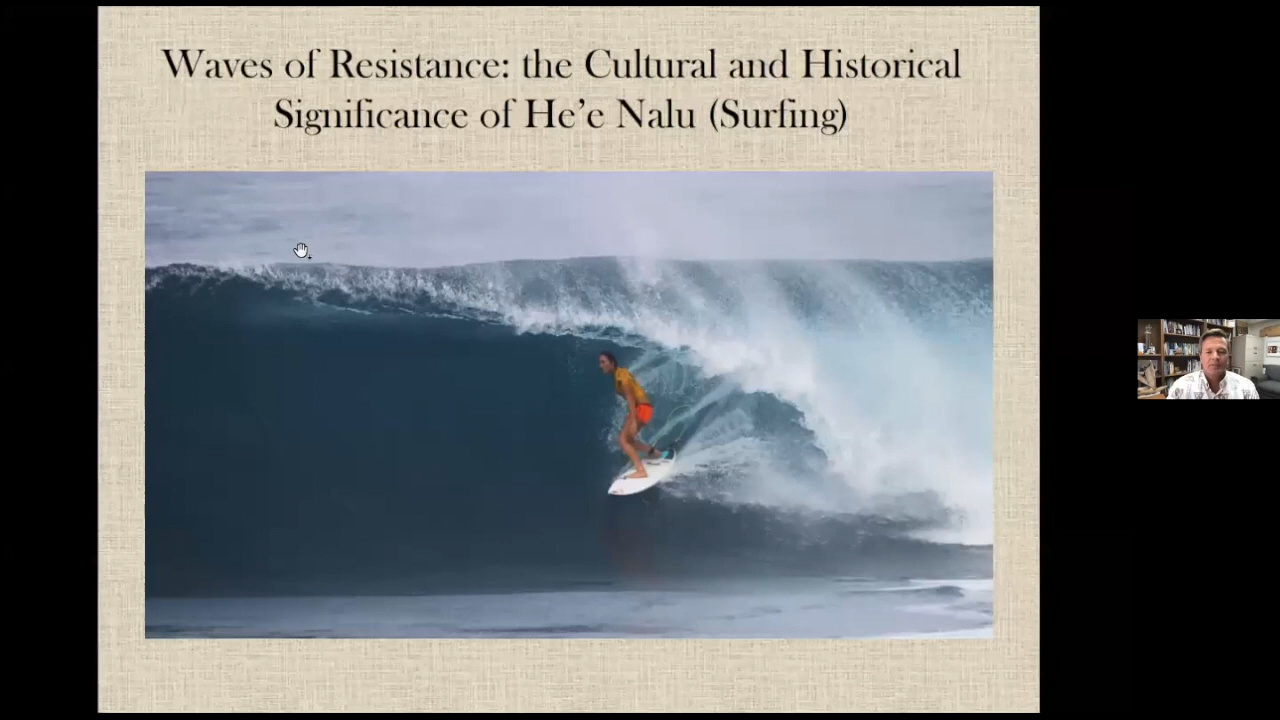 Waves of Resistance: the Cultural and Historical
Significance of He’e Nalu (Surfing)